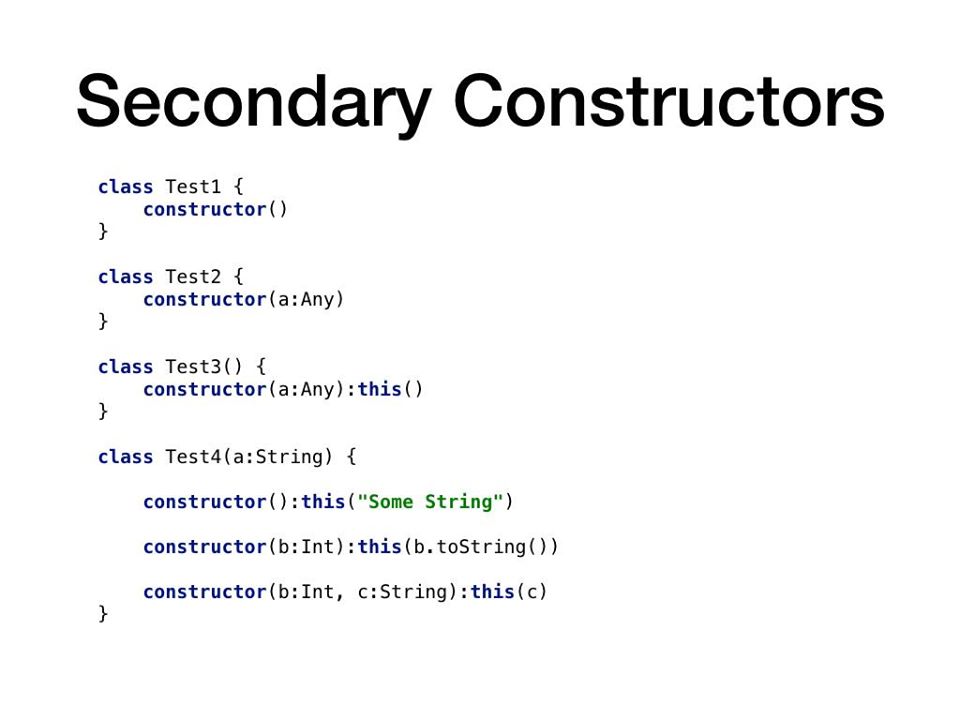 Secondary Constructors
class Test1 {
    constructor()
}
class Test2 {
    constructor(a:Any)
}
class Test3() {
    constructor(a:Any):this()
}
class Test4(a:String) {
    constructor():this("Some String")
    constructor(b:Int):this(b.toString())
    constructor(b:Int, c:String):this(c)
}